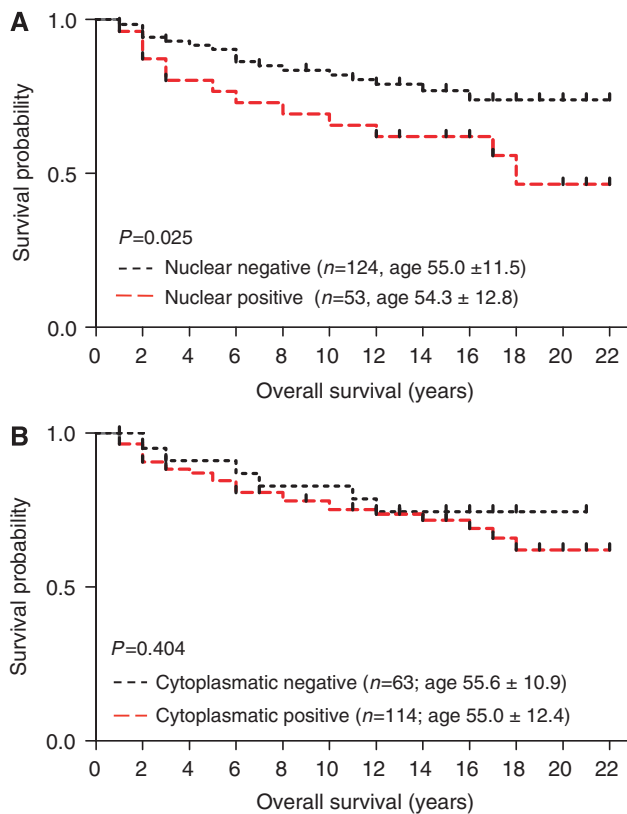 A
Survival probability
1.0
0.5
0.0
P=0.025
Nuclear negative (n=124, age 55.0 ±11.5)
Nuclear positive (n=53, age 54.3 ± 12.8)
0 2 4 6 8 10 12 14 16 18 20 22
Overall survival (years)
B
Survival probability
1.0
0.5
0.0
P=0.404
Cytoplasmatic negative (n=63; age 55.6 ± 10.9)
Cytoplasmatic positive (n=114; age 55.0 ± 12.4)
0 2 4 6 8 10 12 14 16 18 20 22
Overall survival (years)